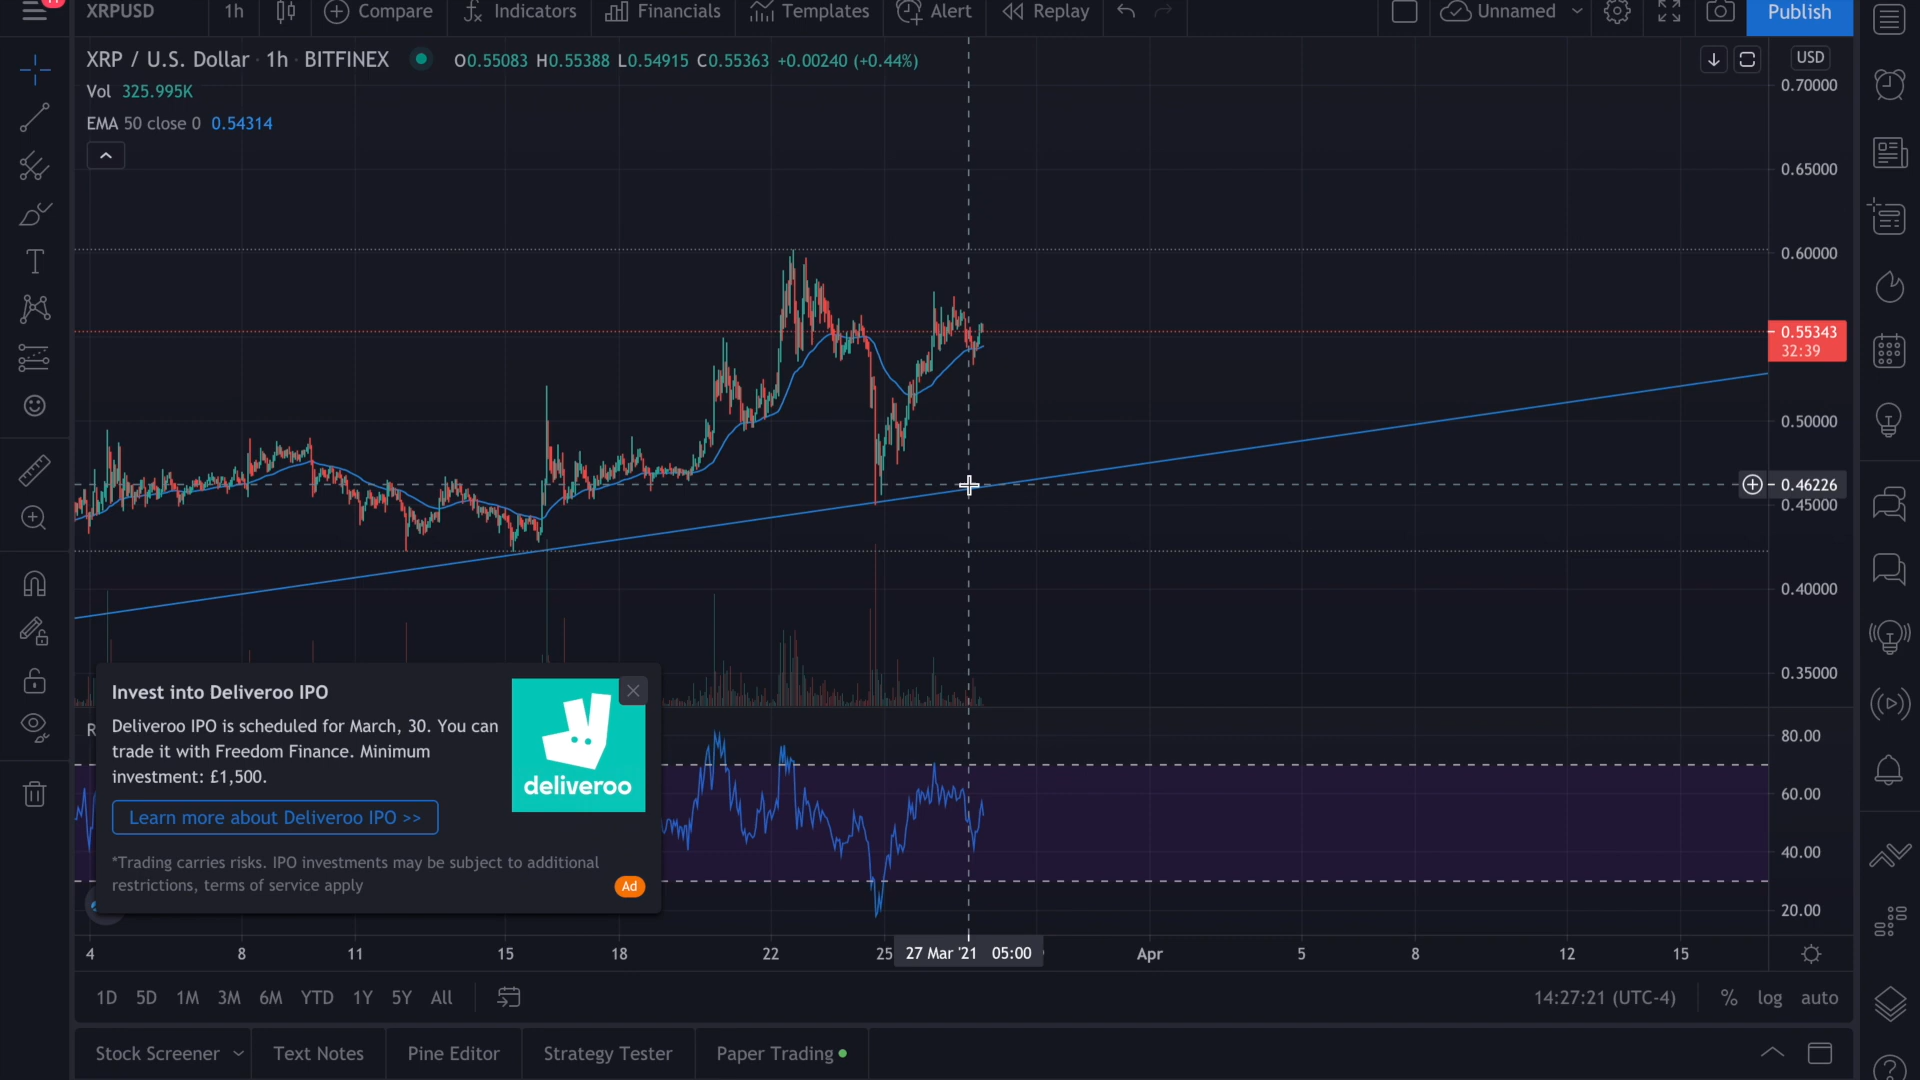 11
XRPUSD
1h
Compare
Indicators
Financials
Templates
Alert
Replay
Unnamed
Publish
XRP / U.S. Dollar · 1h · BITFINEX
O0.55083 H0.55388 L0.54915 C0.55363 +0.00240 (+0.44%)
USD
Vol 325.995K
EMA 50 close 0 0.54314
0.70000
0.65000
0.60000
0.55343
32:39
0.50000
0.46226
0.45000
0.40000
0.35000
Invest into Deliveroo IPO
Deliveroo IPO is scheduled for March, 30. You can
trade it with Freedom Finance. Minimum
investment: £1,500.
Learn more about Deliveroo IPO >>
*Trading carries risks. IPO investments may be subject to additional
restrictions, terms of service apply
deliveroo
Ad
R
80.00
60.00
40.00
20.00
4 8 11 15 18 22 25 27 Mar '21 05:00 Apr 5 8 12 15
1D 5D 1M 3M 6M YTD 1Y 5Y All
14:27:21 (UTC-4) % log auto
Stock Screener
Text Notes
Pine Editor
Strategy Tester
Paper Trading